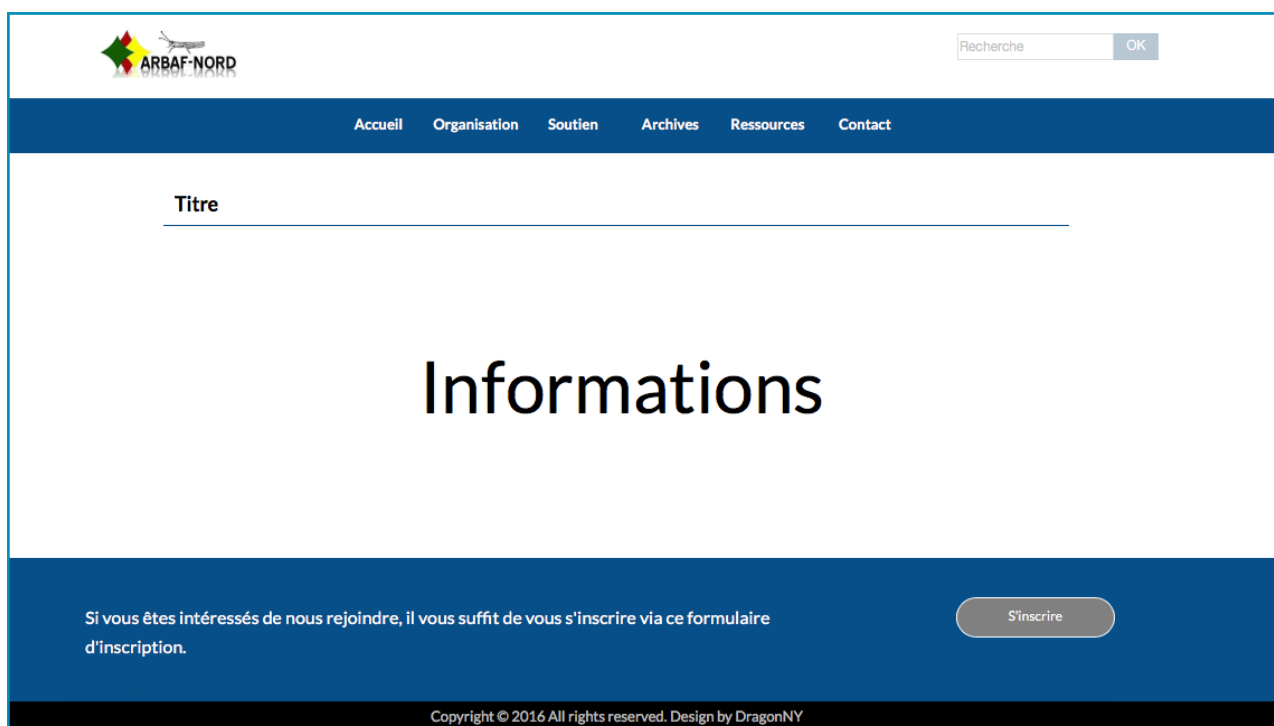 ARBAF-NORD
Recherche OK
Accueil Organisation Soutien Archives Ressources Contact
Titre
Informations
Si vous êtes intéressés de nous rejoindre, il vous suffit de vous s'inscrire via ce formulaire
d'inscription.
S'inscrire
Copyright © 2016 All rights reserved. Design by DragonNY